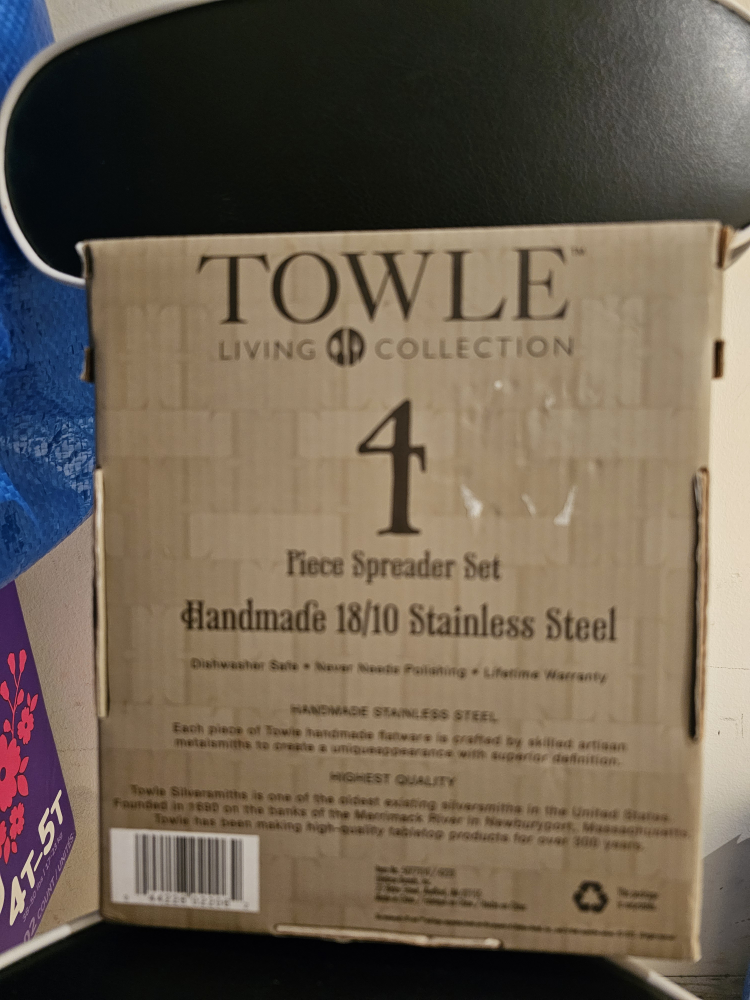 TOWLE™
LIVING COLLECTION
4
Piece Spreader Set
Handmade 18/10 Stainless Steel
Dishwasher Safe • Never Needs Polishing • Lifetime Warranty
HANDMADE STAINLESS STEEL
Each piece of Towle handmade flatware is crafted by skilled artisan
metalsmiths to create a uniqueappearance with superior definition.
HIGHEST QUALITY
Towle Silversmiths is one of the oldest existing silversmiths in the United States.
Founded in 1690 on the banks of the Merrimack River in Newburyport, Massachusetts.
Towle has been making high-quality tabletop products for over 300 years.
4T-5T